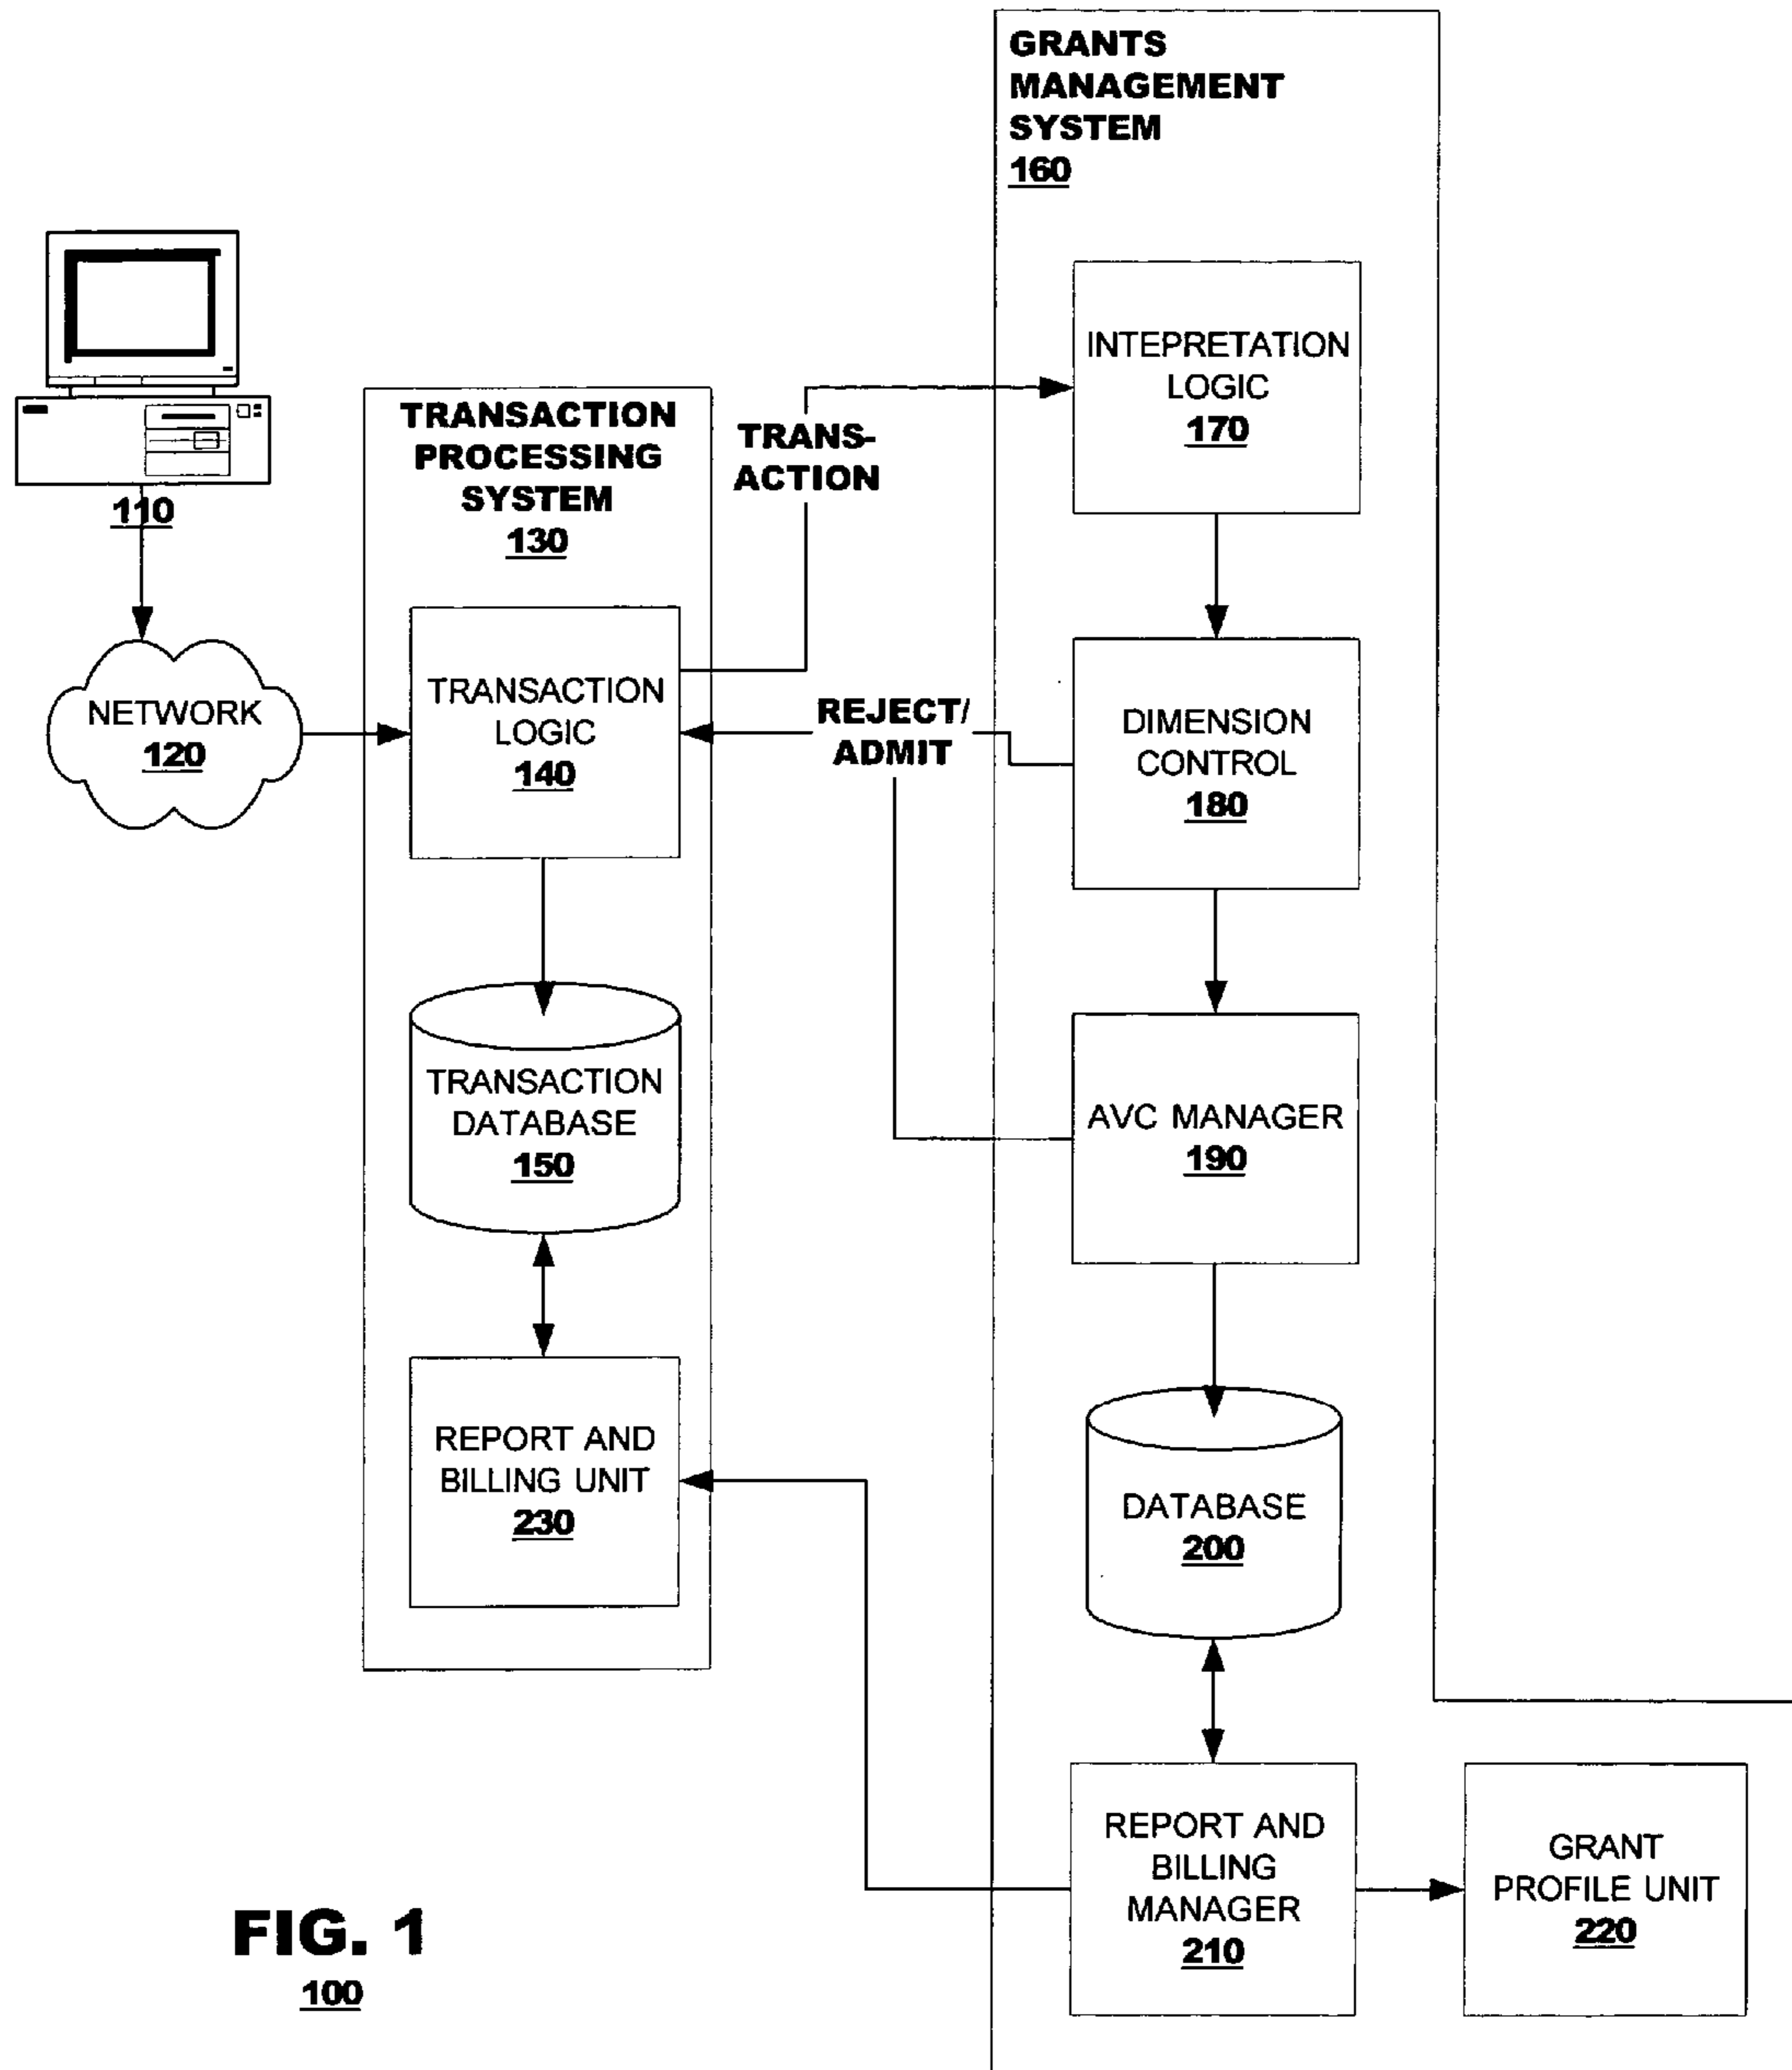 GRANTS
MANAGEMENT
SYSTEM
160
110
NETWORK
120
TRANSACTION
PROCESSING
SYSTEM
130
TRANSACTION
LOGIC
140
TRANSACTION
DATABASE
150
REPORT AND
BILLING UNIT
230
TRANS-
ACTION
REJECT/
ADMIT
INTEPRETATION
LOGIC
170
DIMENSION
CONTROL
180
AVC MANAGER
190
DATABASE
200
REPORT AND
BILLING
MANAGER
210
GRANT
PROFILE UNIT
220
FIG. 1
100